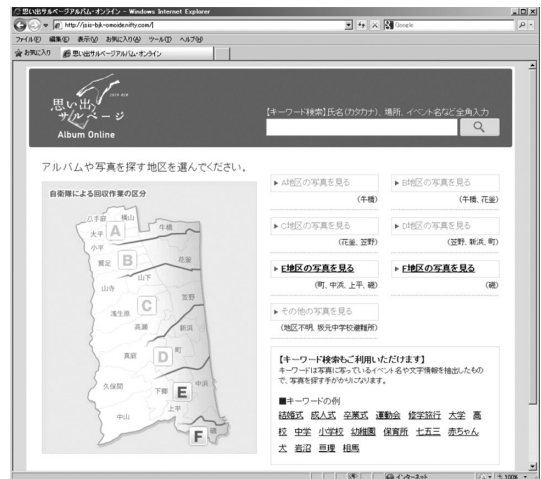 思い出サルベージアルバム・オンライン - Windows Internet Explorer
http://jsis-bjk-omoide.nifty.com/
Google
ファイル(F) 編集(E) 表示(V) お気に入り(A) ツール(T) ヘルプ(H)
お気に入り 思い出サルベージアルバム・オンライン
思い出
サルベージ
Album Online
【キーワード検索】氏名(カタカナ)、場所、イベント名など全角入力
アルバムや写真を探す地区を選んでください。
自衛隊による回収作業の区分
八手庭 横山
大平 A 牛橋
小平
鷲足 B 花釜
山下
山寺
C 笠野
浅生原
高瀬 新浜
真庭 D 町
久保間 下郷 E 中浜
上平
中山
F 磯
▶ A地区の写真を見る
(牛橋)
▶ B地区の写真を見る
(牛橋, 花釜)
▶ C地区の写真を見る
(花釜, 笠野)
▶ D地区の写真を見る
(笠野, 新浜, 町)
▶ E地区の写真を見る
(町, 中浜, 上平, 磯)
▶ F地区の写真を見る
(磯)
▶ その他の写真を見る
(地区不明, 坂元中学校避難所)
【キーワード検索もご利用いただけます】
キーワードは写真に写っているイベント名や文字情報を抽出したもので、写真を探す手がかりになります。
■キーワードの例
結婚式 成人式 卒業式 運動会 修学旅行 大学 高
校 中学 小学校 幼稚園 保育所 七五三 赤ちゃん
犬 岩沼 亘理 相馬
インターネット
100%